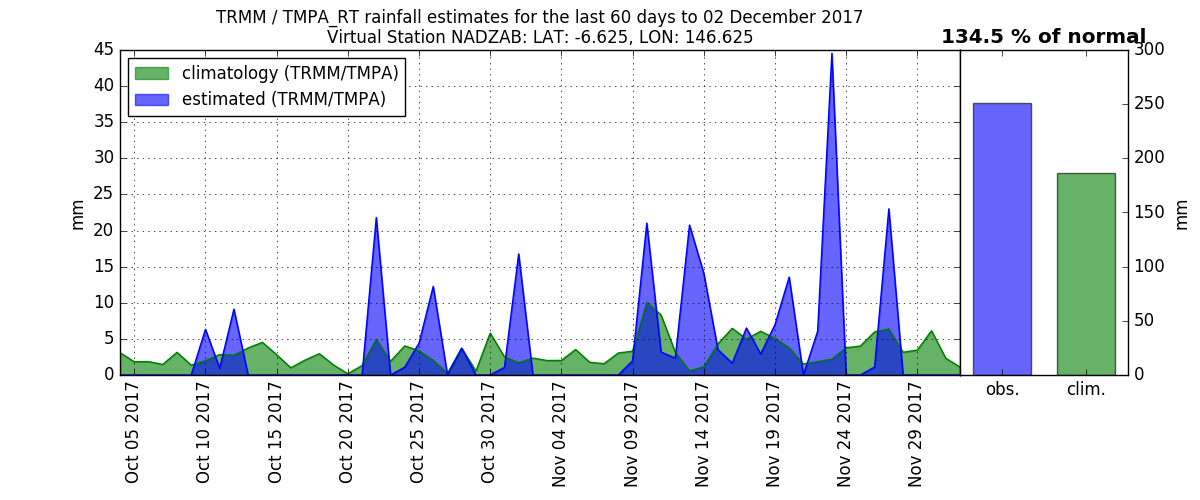 TRMM / TMPA_RT rainfall estimates for the last 60 days to 02 December 2017
Virtual Station NADZAB: LAT: -6.625, LON: 146.625
134.5 % of normal
climatology (TRMM/TMPA)
estimated (TRMM/TMPA)
mm
45
40
35
30
25
20
15
10
5
0
Oct 05 2017
Oct 10 2017
Oct 15 2017
Oct 20 2017
Oct 25 2017
Oct 30 2017
Nov 04 2017
Nov 09 2017
Nov 14 2017
Nov 19 2017
Nov 24 2017
Nov 29 2017
obs.
clim.
300
250
200
150
100
50
0
mm